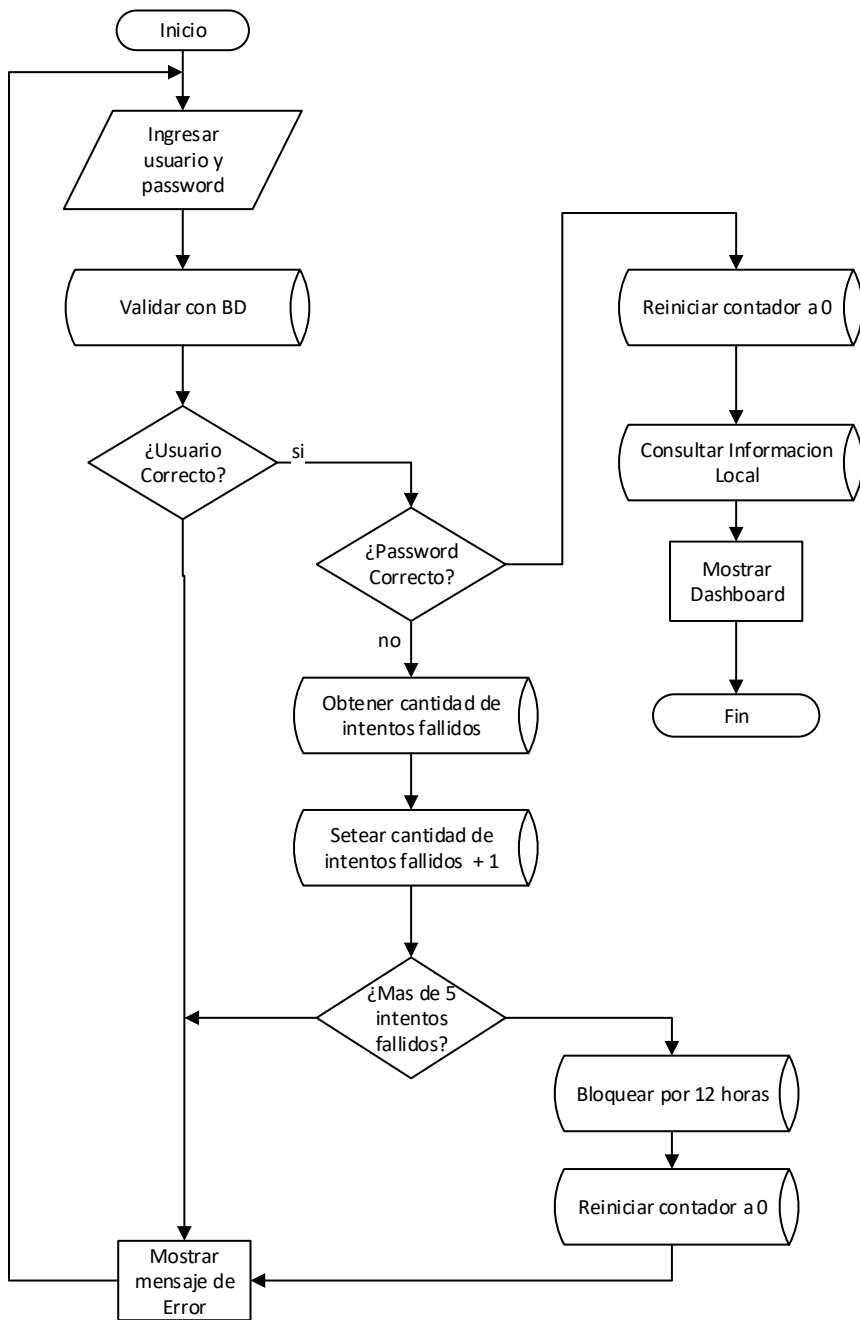 Inicio
Ingresar
usuario y
password
Validar con BD
¿Usuario
Correcto?
si
¿Password
Correcto?
no
Obtener cantidad de
intentos fallidos
Setear cantidad de
intentos fallidos + 1
¿Mas de 5
intentos
fallidos?
Bloquear por 12 horas
Reiniciar contador a 0
Mostrar
mensaje de
Error
Reiniciar contador a 0
Consultar Informacion
Local
Mostrar
Dashboard
Fin